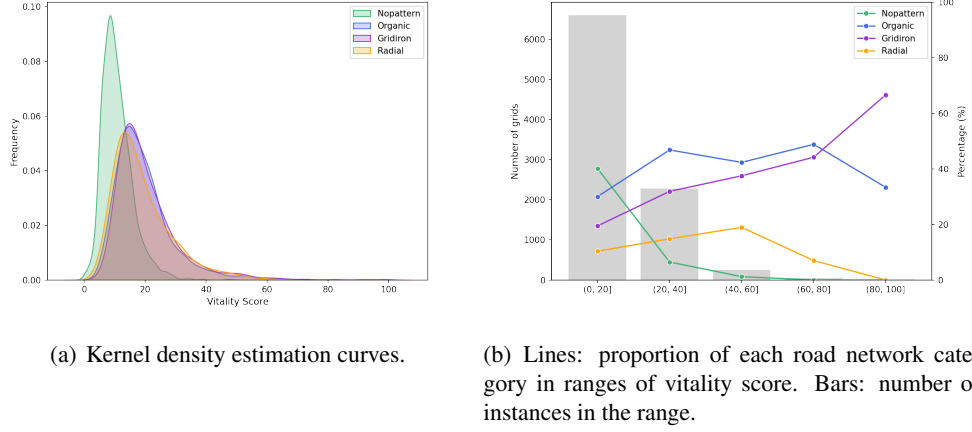 0.10
0.08
0.06
0.04
0.02
0.00
Frequency
0 20 40 60 80 100
Vitality Score
Nopattern
Organic
Gridiron
Radial
6000
5000
4000
3000
2000
1000
0
Number of grids
(0, 20] (20, 40] (40, 60] (60, 80] (80, 100]
100
80
60
40
20
0
Percentage (%)
Nopattern
Organic
Gridiron
Radial
(a) Kernel density estimation curves.
(b) Lines: proportion of each road network cate
gory in ranges of vitality score. Bars: number o
instances in the range.